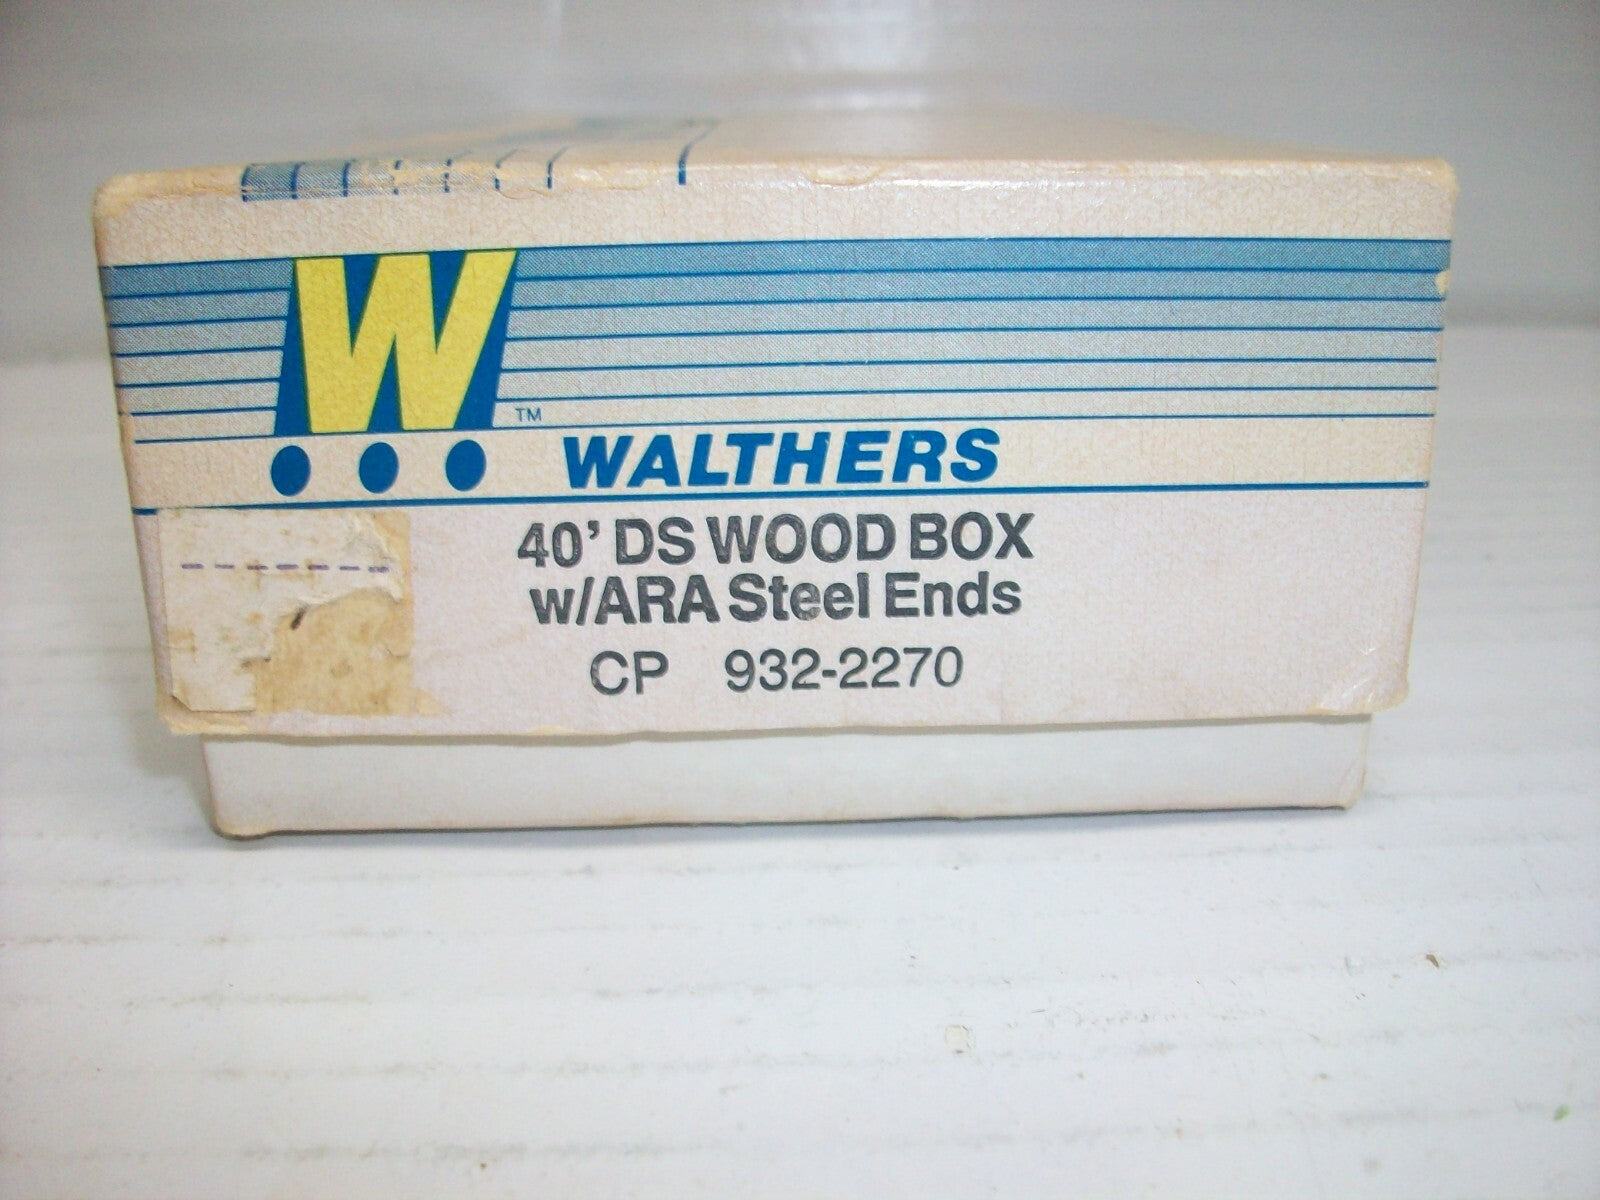 W
TM
WALTHERS
40' DS WOOD BOX
w/ARA Steel Ends
CP 932-2270